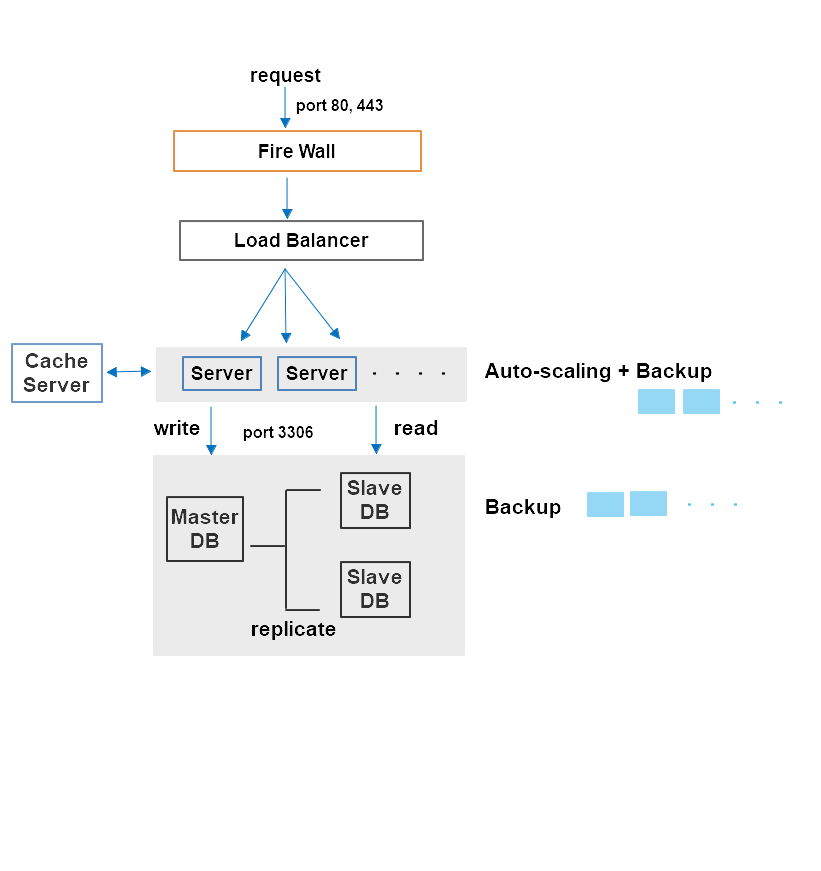 request
port 80, 443
Fire Wall
Load Balancer
Cache
Server
Server
Server
. . . .
Auto-scaling + Backup
. . .
write
port 3306
read
Master
DB
Slave
DB
Backup
. . .
Slave
DB
replicate